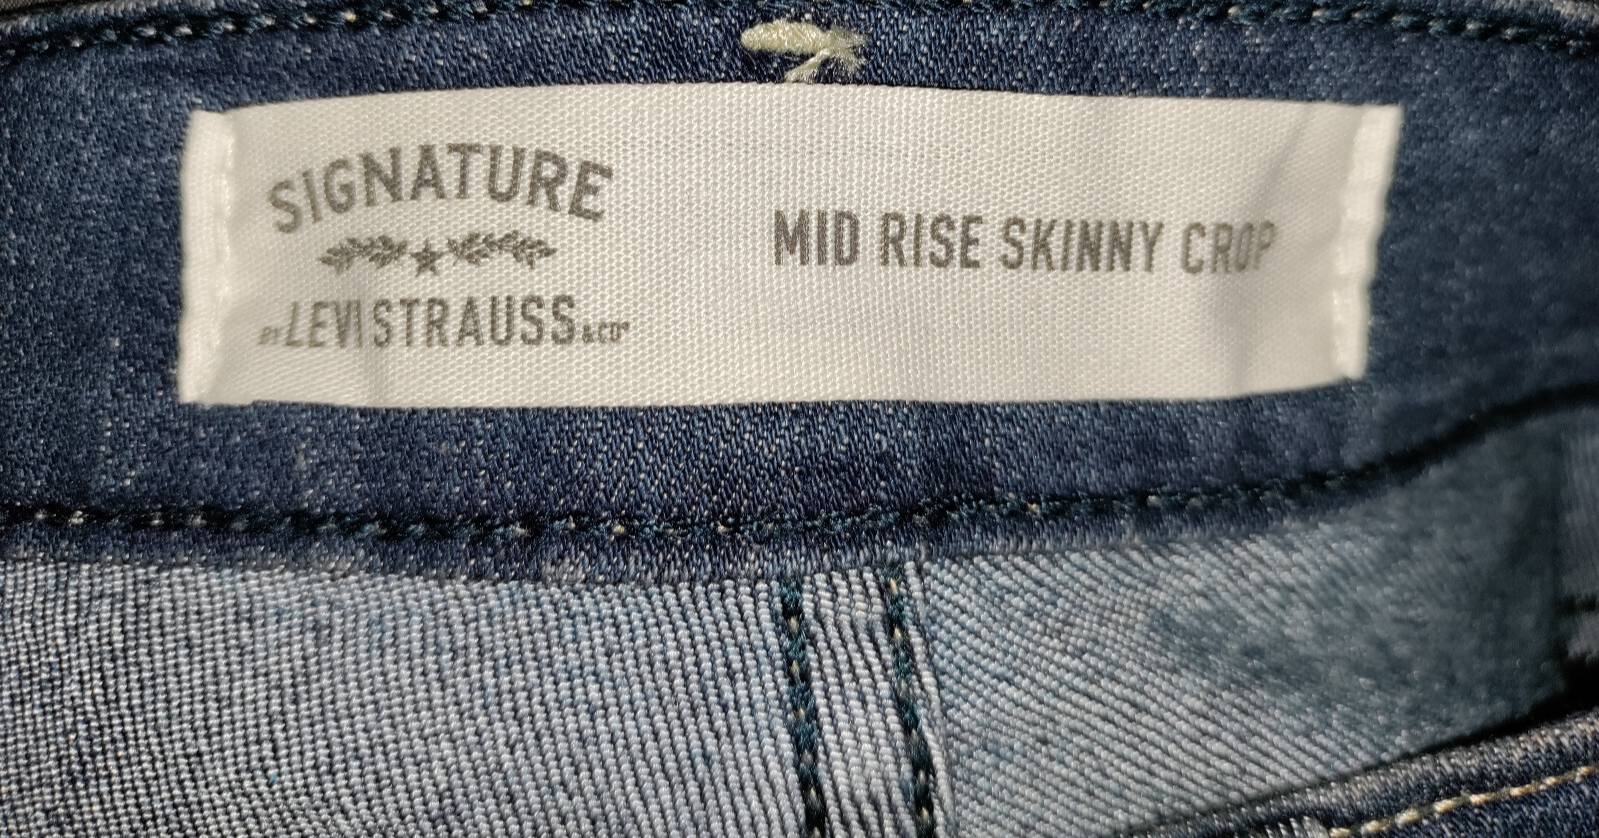 SIGNATURE
BY LEVI STRAUSS & CO®
MID RISE SKINNY CROP